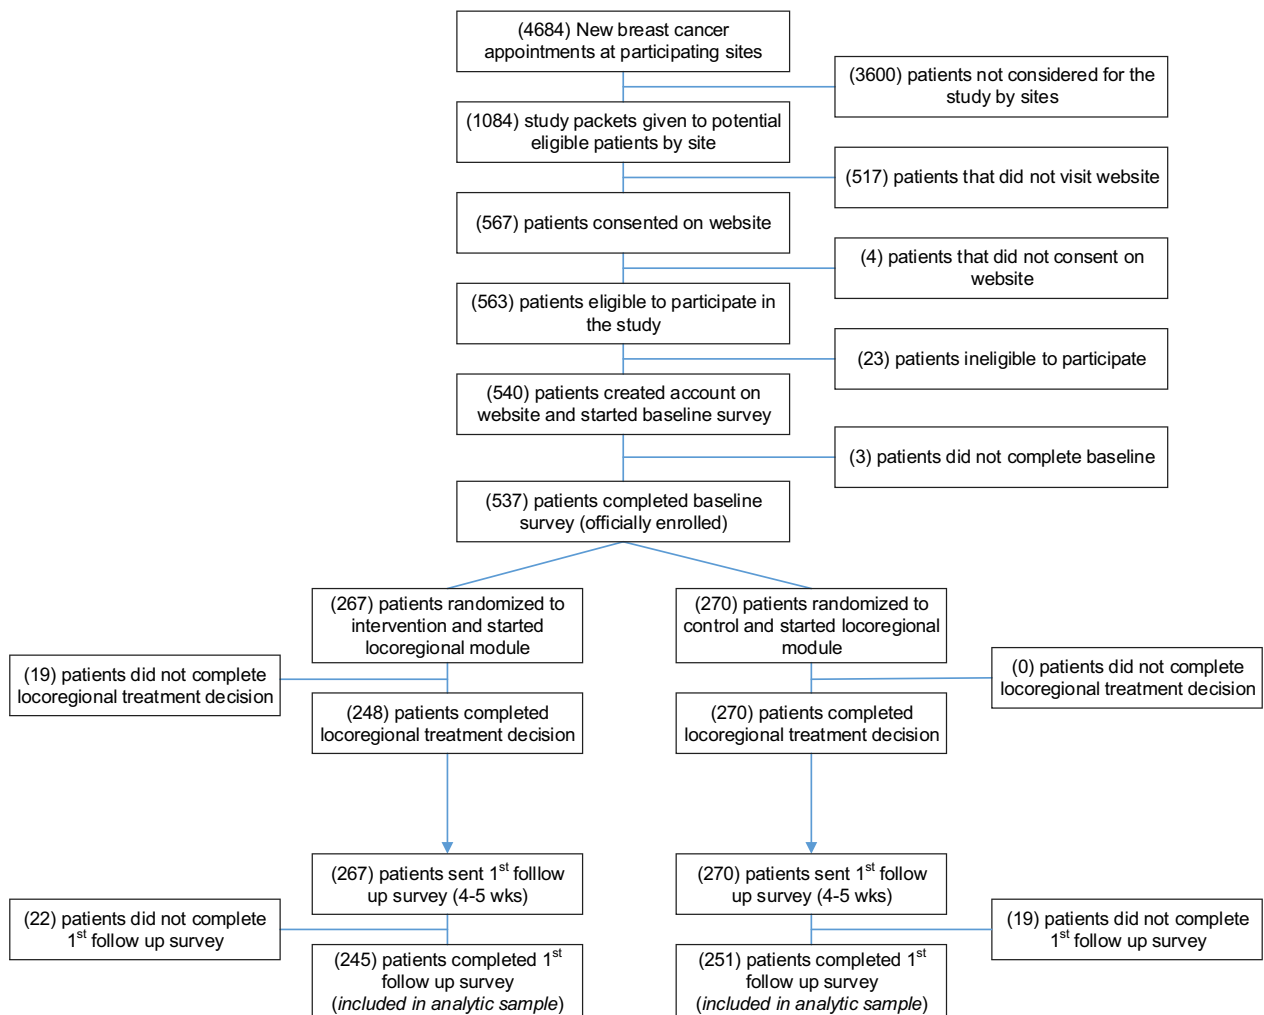 (4684) New breast cancer
appointments at participating sites
(3600) patients not considered for the
study by sites
(1084) study packets given to potential
eligible patients by site
(517) patients that did not visit website
(567) patients consented on website
(4) patients that did not consent on
website
(563) patients eligible to participate in
the study
(23) patients ineligible to participate
(540) patients created account on
website and started baseline survey
(3) patients did not complete baseline
(537) patients completed baseline
survey (officially enrolled)
(267) patients randomized to
intervention and started
locoregional module
(270) patients randomized to
control and started locoregional
module
(19) patients did not complete
locoregional treatment decision
(0) patients did not complete
locoregional treatment decision
(248) patients completed
locoregional treatment decision
(270) patients completed
locoregional treatment decision
(267) patients sent 1st follow
up survey (4-5 wks)
(270) patients sent 1st follow
up survey (4-5 wks)
(22) patients did not complete
1st follow up survey
(19) patients did not complete
1st follow up survey
(245) patients completed 1st
follow up survey
(included in analytic sample)
(251) patients completed 1st
follow up survey
(included in analytic sample)